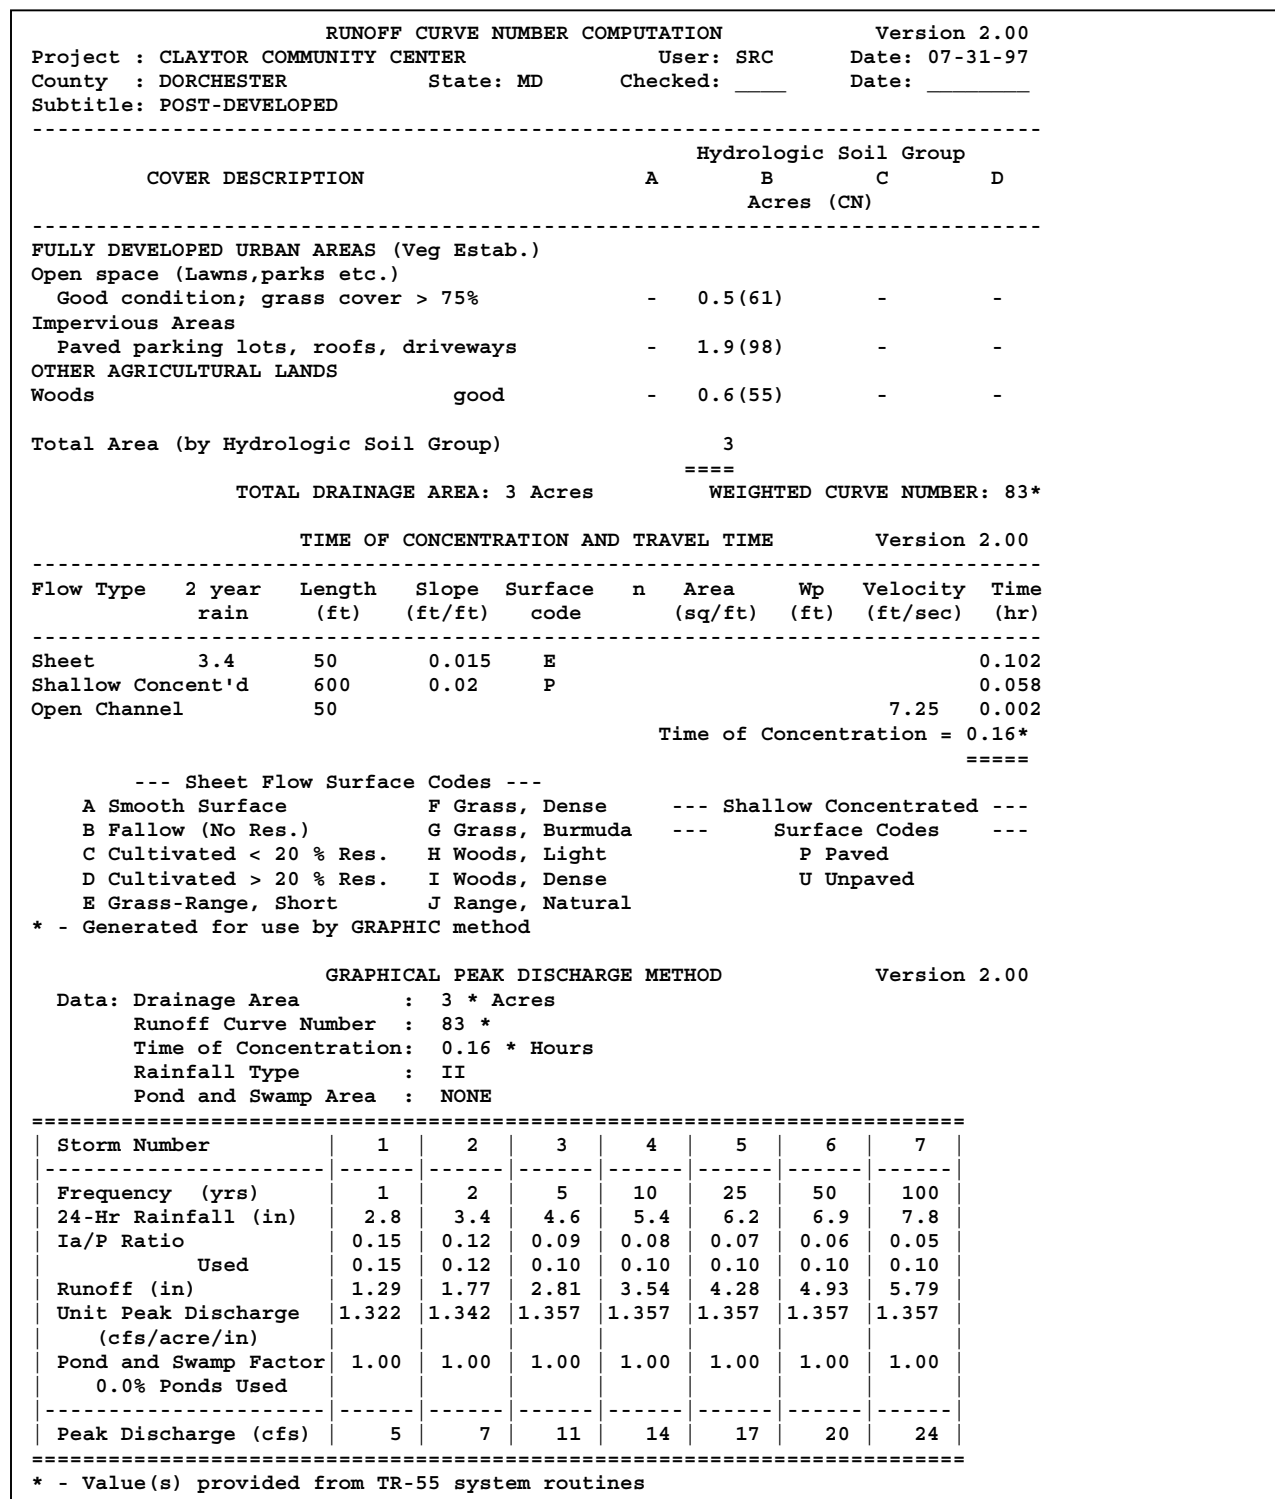 RUNOFF CURVE NUMBER COMPUTATION Version 2.00
Project : CLAYTOR COMMUNITY CENTER User: SRC Date: 07-31-97
County : DORCHESTER State: MD Checked: ____ Date: ________
Subtitle: POST-DEVELOPED
-------------------------------------------------------------------------------
Hydrologic Soil Group
COVER DESCRIPTION A B C D
Acres (CN)
-------------------------------------------------------------------------------
FULLY DEVELOPED URBAN AREAS (Veg Estab.)
Open space (Lawns,parks etc.)
Good condition; grass cover > 75% - 0.5(61) - -
Impervious Areas
Paved parking lots, roofs, driveways - 1.9(98) - -
OTHER AGRICULTURAL LANDS
Woods good - 0.6(55) - -
Total Area (by Hydrologic Soil Group) 3
====
TOTAL DRAINAGE AREA: 3 Acres WEIGHTED CURVE NUMBER: 83*
TIME OF CONCENTRATION AND TRAVEL TIME Version 2.00
-------------------------------------------------------------------------------
Flow Type 2 year Length Slope Surface n Area Wp Velocity Time
rain (ft) (ft/ft) code (sq/ft) (ft) (ft/sec) (hr)
-------------------------------------------------------------------------------
Sheet 3.4 50 0.015 E 0.102
Shallow Concent'd 600 0.02 P 0.058
Open Channel 50 7.25 0.002
Time of Concentration = 0.16*
=====
--- Sheet Flow Surface Codes ---
A Smooth Surface F Grass, Dense --- Shallow Concentrated ---
B Fallow (No Res.) G Grass, Burmuda --- Surface Codes ---
C Cultivated < 20 % Res. H Woods, Light P Paved
D Cultivated > 20 % Res. I Woods, Dense U Unpaved
E Grass-Range, Short J Range, Natural
* - Generated for use by GRAPHIC method
GRAPHICAL PEAK DISCHARGE METHOD Version 2.00
Data: Drainage Area : 3 * Acres
Runoff Curve Number : 83 *
Time of Concentration: 0.16 * Hours
Rainfall Type : II
Pond and Swamp Area : NONE
=========================================================================
| Storm Number | 1 | 2 | 3 | 4 | 5 | 6 | 7 |
|----------------------|------|------|------|------|------|------|------|
| Frequency (yrs) | 1 | 2 | 5 | 10 | 25 | 50 | 100 |
| 24-Hr Rainfall (in) | 2.8 | 3.4 | 4.6 | 5.4 | 6.2 | 6.9 | 7.8 |
| Ia/P Ratio | 0.15 | 0.12 | 0.09 | 0.08 | 0.07 | 0.06 | 0.05 |
| Used | 0.15 | 0.12 | 0.10 | 0.10 | 0.10 | 0.10 | 0.10 |
| Runoff (in) | 1.29 | 1.77 | 2.81 | 3.54 | 4.28 | 4.93 | 5.79 |
| Unit Peak Discharge |1.322 |1.342 |1.357 |1.357 |1.357 |1.357 |1.357 |
| (cfs/acre/in) | | | | | | | |
| Pond and Swamp Factor| 1.00 | 1.00 | 1.00 | 1.00 | 1.00 | 1.00 | 1.00 |
| 0.0% Ponds Used | | | | | | | |
|----------------------|------|------|------|------|------|------|------|
| Peak Discharge (cfs) | 5 | 7 | 11 | 14 | 17 | 20 | 24 |
=========================================================================
* - Value(s) provided from TR-55 system routines